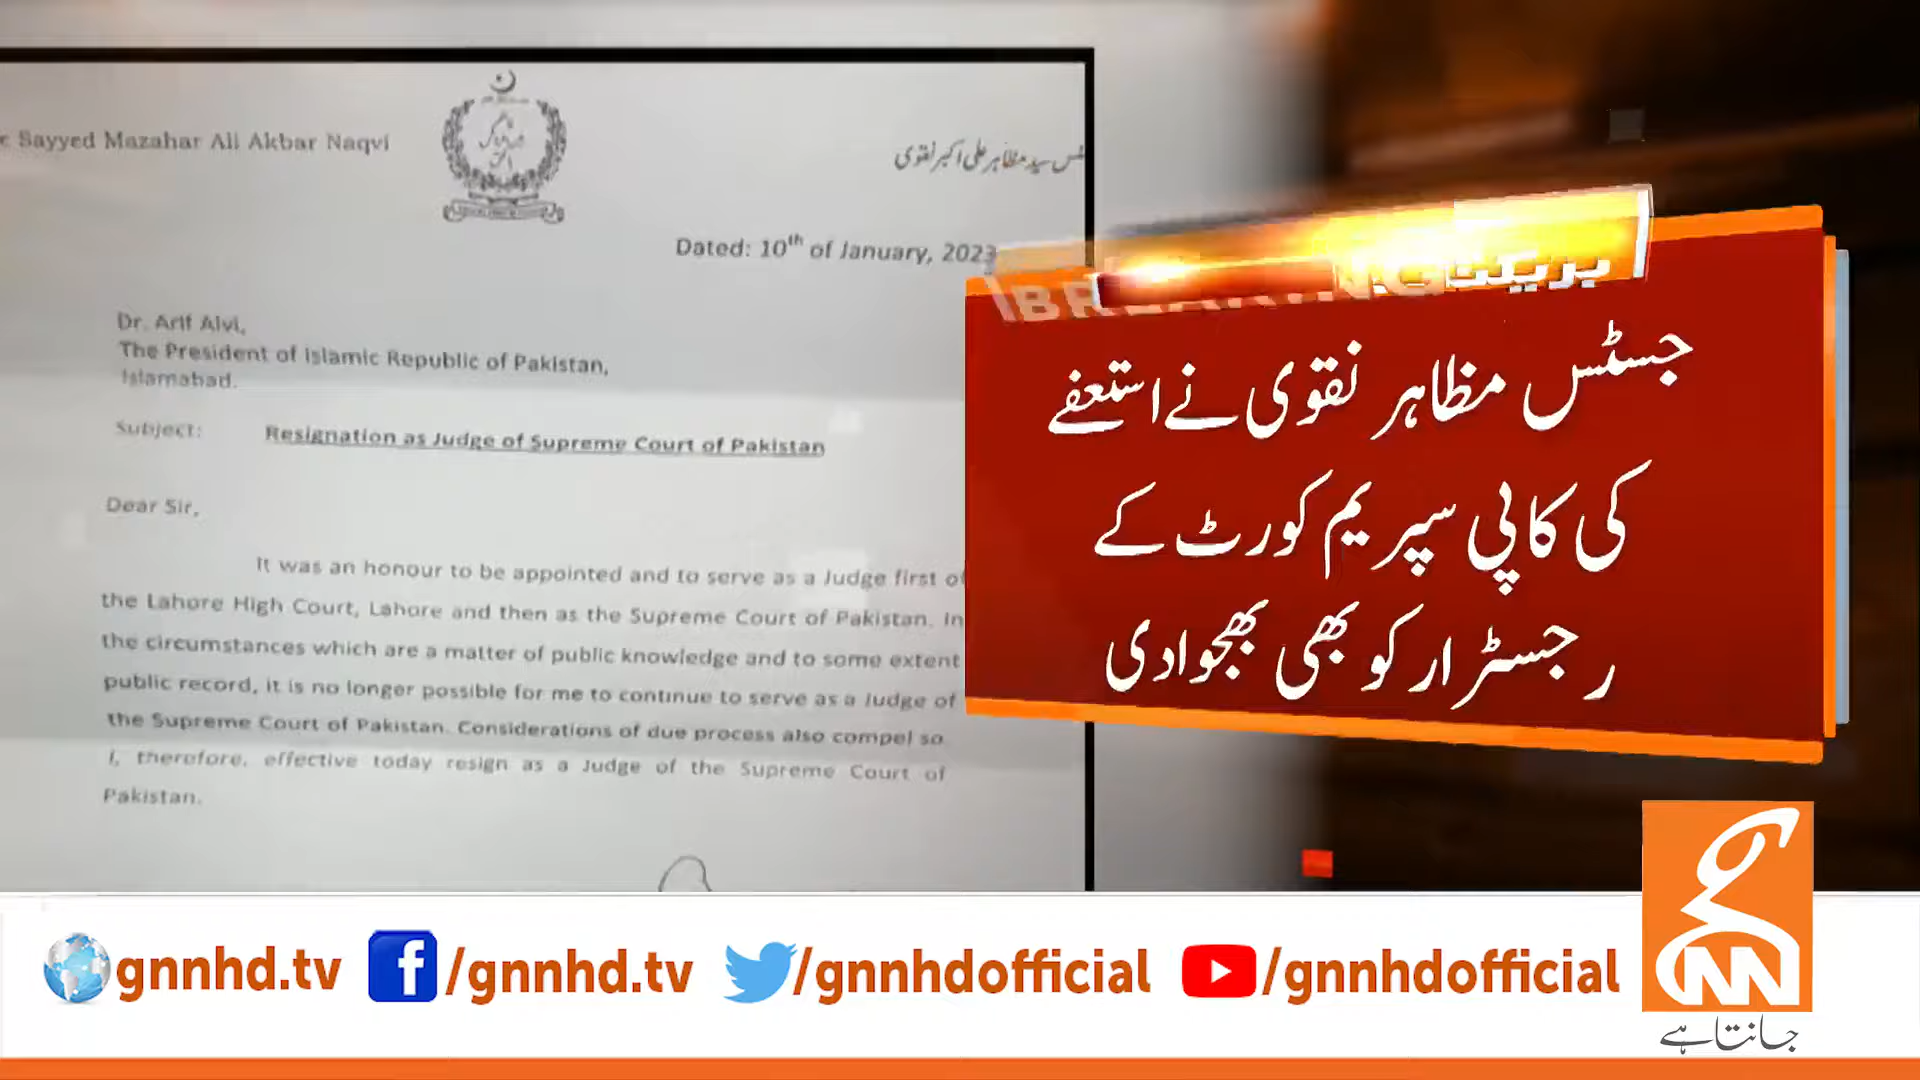 Sayyed Mazahar Ali Akbar Naqvi
سید مظاہر علی اکبر نقوی
Dated: 10th of January, 2023
Dr. Arif Alvi,
The President of Islamic Republic of Pakistan,
Islamabad.
Subject: Resignation as Judge of Supreme Court of Pakistan
Dear Sir,
It was an honour to be appointed and to serve as a Judge first of
the Lahore High Court, Lahore and then as the Supreme Court of Pakistan. In
the circumstances which are a matter of public knowledge and to some extent
public record, it is no longer possible for me to continue to serve as a Judge of
the Supreme Court of Pakistan. Considerations of due process also compel so
I, therefore, effective today resign as a Judge of the Supreme Court of
Pakistan.
BREAKING
جسٹس مظاہر نقوی نے استعفے
کی کاپی سپریم کورٹ کے
رجسٹرار کو بھی بھجوادی
gnnhd.tv
/gnnhd.tv
/gnnhdofficial
/gnnhdofficial
GNN
جانتا ہے